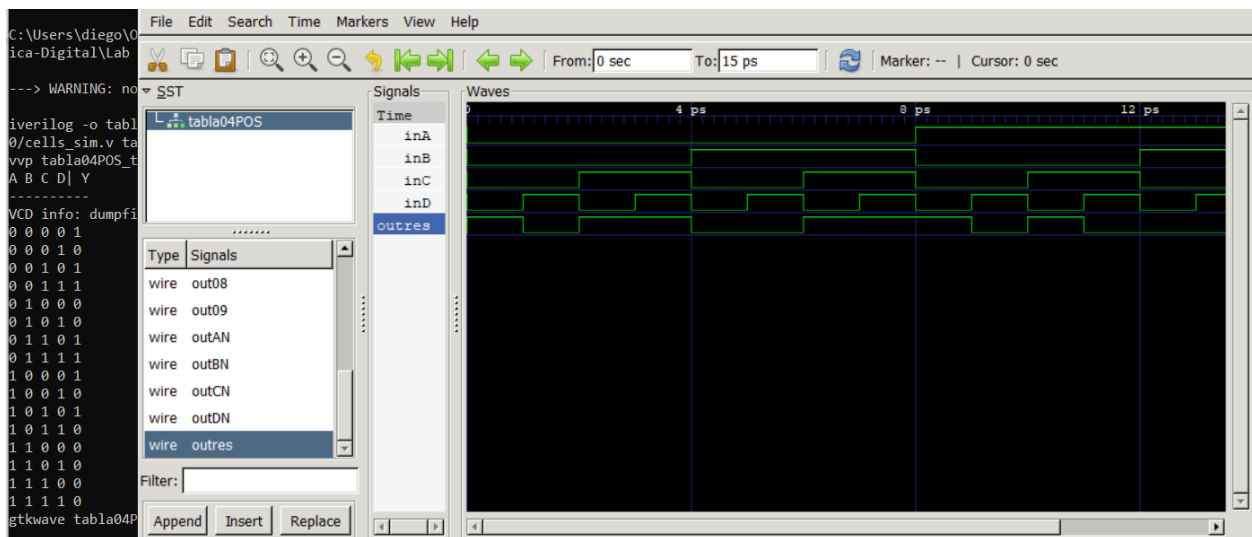 C:\Users\diego\O
ica-Digital\Lab
---> WARNING: no
iverilog -o tabl
0/cells_sim.v ta
vvp tabla04POS_t
A B C D| Y
----------
VCD info: dumpfi
0 0 0 0 1
0 0 0 1 0
0 0 1 0 1
0 0 1 1 1
0 1 0 0 0
0 1 0 1 0
0 1 1 0 1
0 1 1 1 1
1 0 0 0 1
1 0 0 1 0
1 0 1 0 1
1 0 1 1 0
1 1 0 0 0
1 1 0 1 0
1 1 1 0 0
1 1 1 1 0
gtkwave tabla04P
File Edit Search Time Markers View Help
From: 0 sec To: 15 ps Marker: -- | Cursor: 0 sec
SST
tabla04POS
Type Signals
wire out08
wire out09
wire outAN
wire outBN
wire outCN
wire outDN
wire outres
Filter:
Append Insert Replace
Signals
Time
inA
inB
inC
inD
outres
Waves
4 ps 8 ps 12 ps